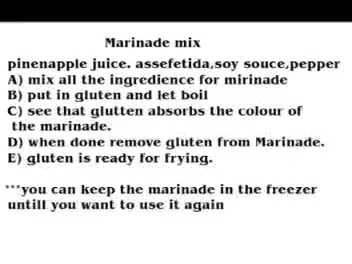 Marinade mix
pinenapple juice. assefetida,soy souce,pepper
A) mix all the ingredience for mirinade
B) put in gluten and let boil
C) see that glutten absorbs the colour of
the marinade.
D) when done remove gluten from Marinade.
E) gluten is ready for frying.
***you can keep the marinade in the freezer
untill you want to use it again